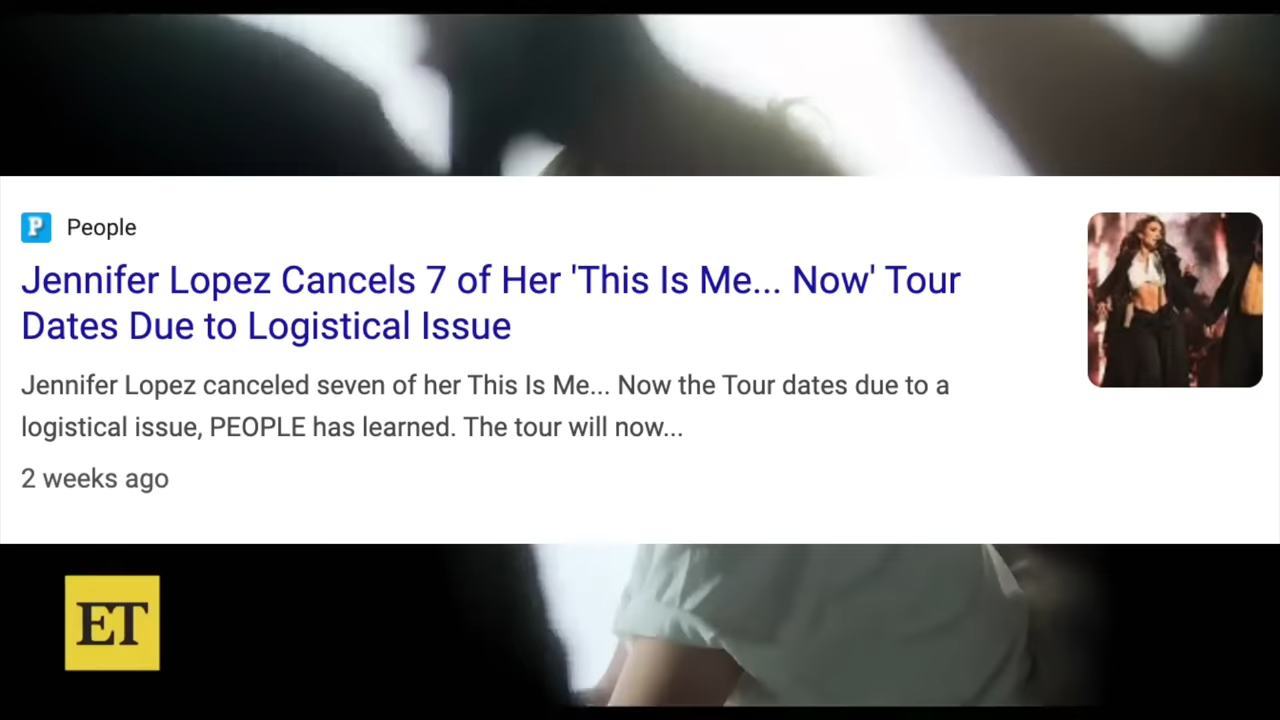 P People
Jennifer Lopez Cancels 7 of Her 'This Is Me... Now' Tour
Dates Due to Logistical Issue
Jennifer Lopez canceled seven of her This Is Me... Now the Tour dates due to a
logistical issue, PEOPLE has learned. The tour will now...
2 weeks ago
ET